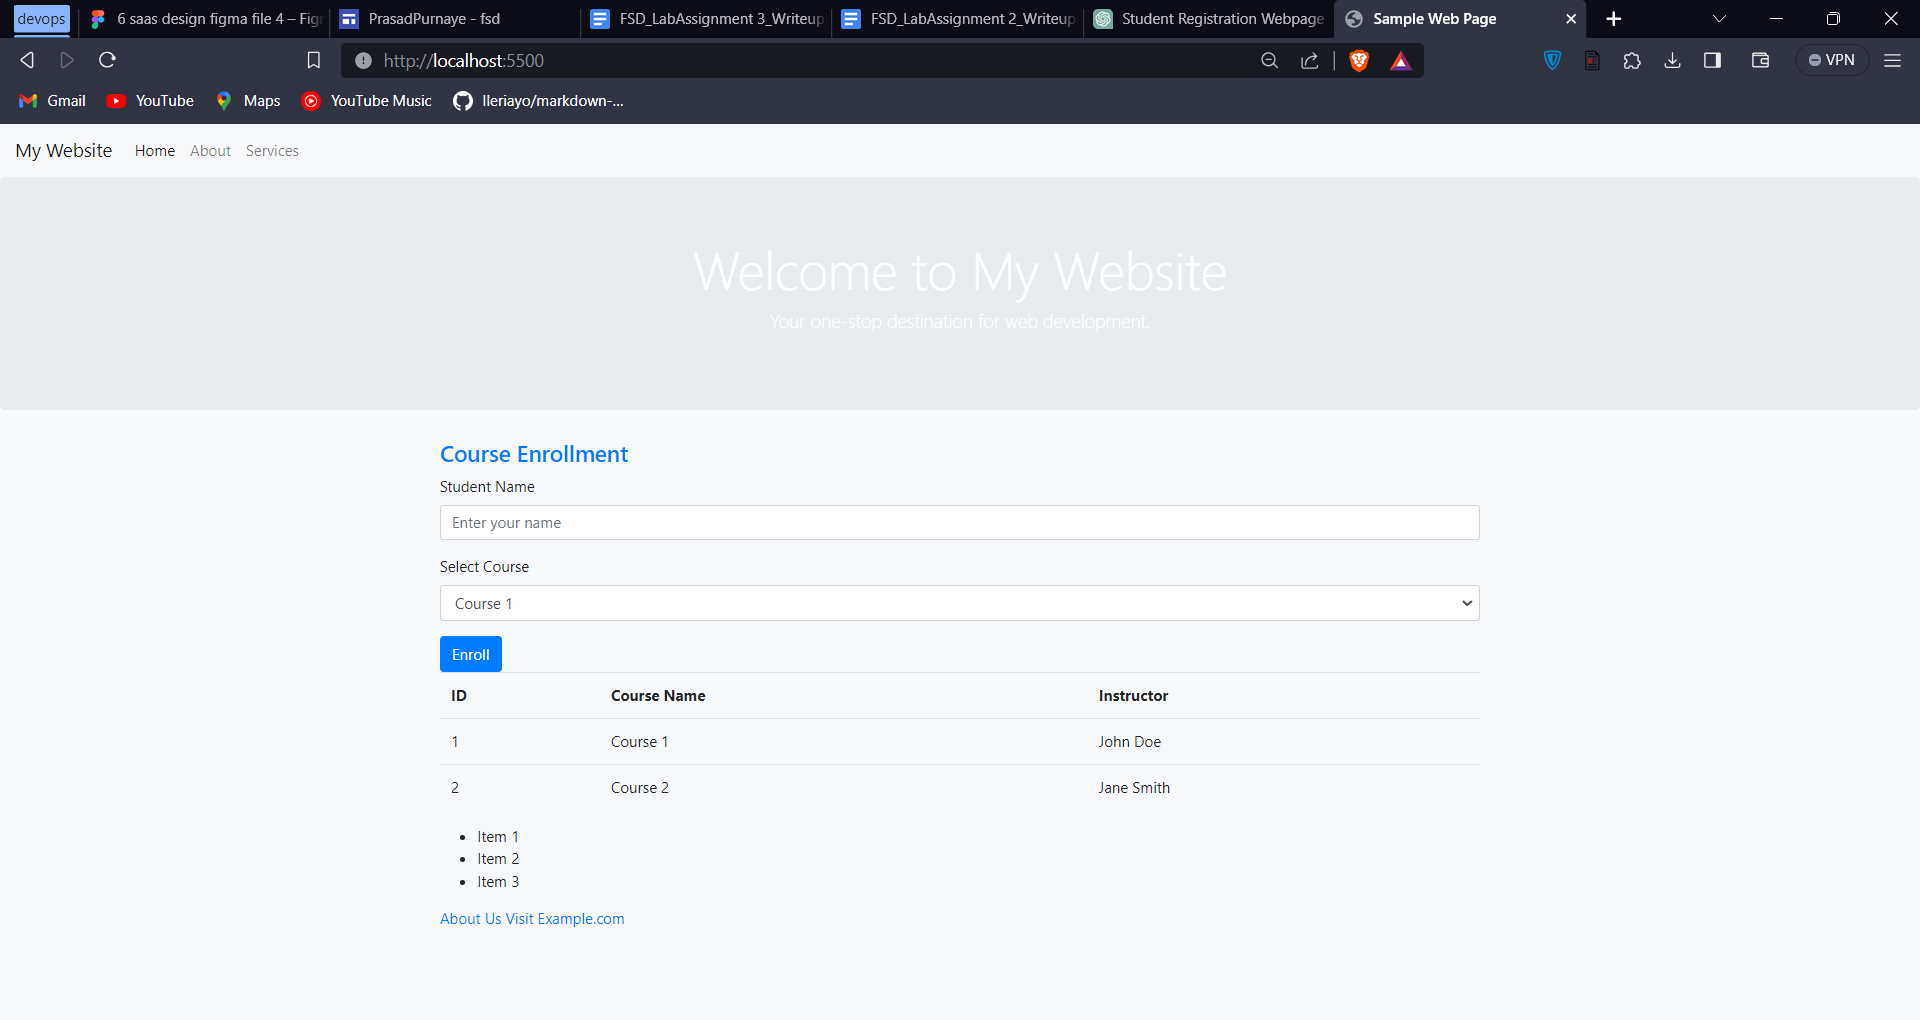 devops 6 saas design figma file 4 – Fig PrasadPurnaye - fsd FSD_LabAssignment 3_Writeup FSD_LabAssignment 2_Writeup Student Registration Webpage Sample Web Page
http://localhost:5500 VPN
Gmail YouTube Maps YouTube Music Ileriayo/markdown-...
My Website Home About Services
Welcome to My Website
Your one-stop destination for web development.
Course Enrollment
Student Name
Enter your name
Select Course
Course 1
Enroll
ID Course Name Instructor
1 Course 1 John Doe
2 Course 2 Jane Smith
• Item 1
• Item 2
• Item 3
About Us Visit Example.com